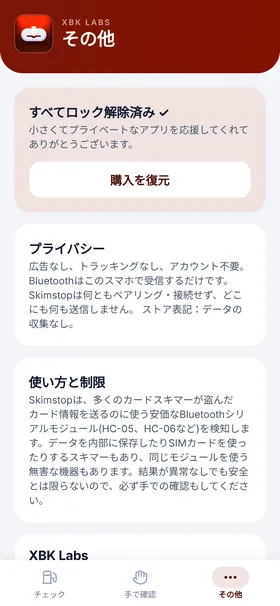 XBK LABS
その他
すべてロック解除済み ✓
小さくてプライベートなアプリを応援してくれて
ありがとうございます。
購入を復元
プライバシー
広告なし、トラッキングなし、アカウント不要。
Bluetoothはこのスマホで受信するだけです。
Skimstopは何ともペアリング・接続せず、どこ
にも何も送信しません。 ストア表記：データの
収集なし。
使い方と制限
Skimstopは、多くのカードスキマーが盗んだ
カード情報を送るのに使う安価なBluetoothシリ
アルモジュール(HC-05、HC-06など)を検知しま
す。データを内部に保存したりSIMカードを使っ
たりするスキマーもあり、同じモジュールを使う
無害な機器もあります。結果が異常なしでも安全
とは限らないので、必ず手での確認もしてくださ
い。
XBK Labs
チェック
手で確認
その他